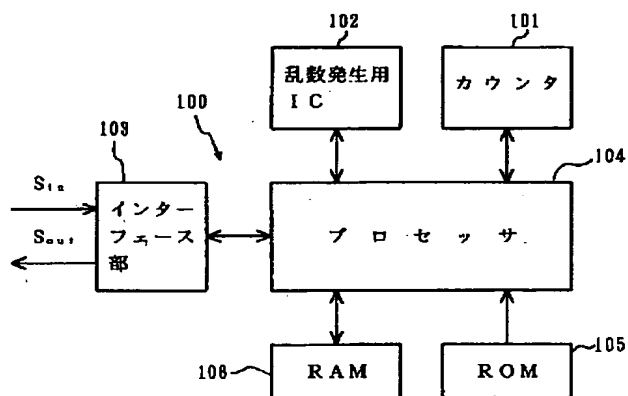 102
101
乱数発生用
IC
カウンタ
100
103
104
Sin
インター
フェース
部
Sout
プロセッサ
106
RAM
ROM
105